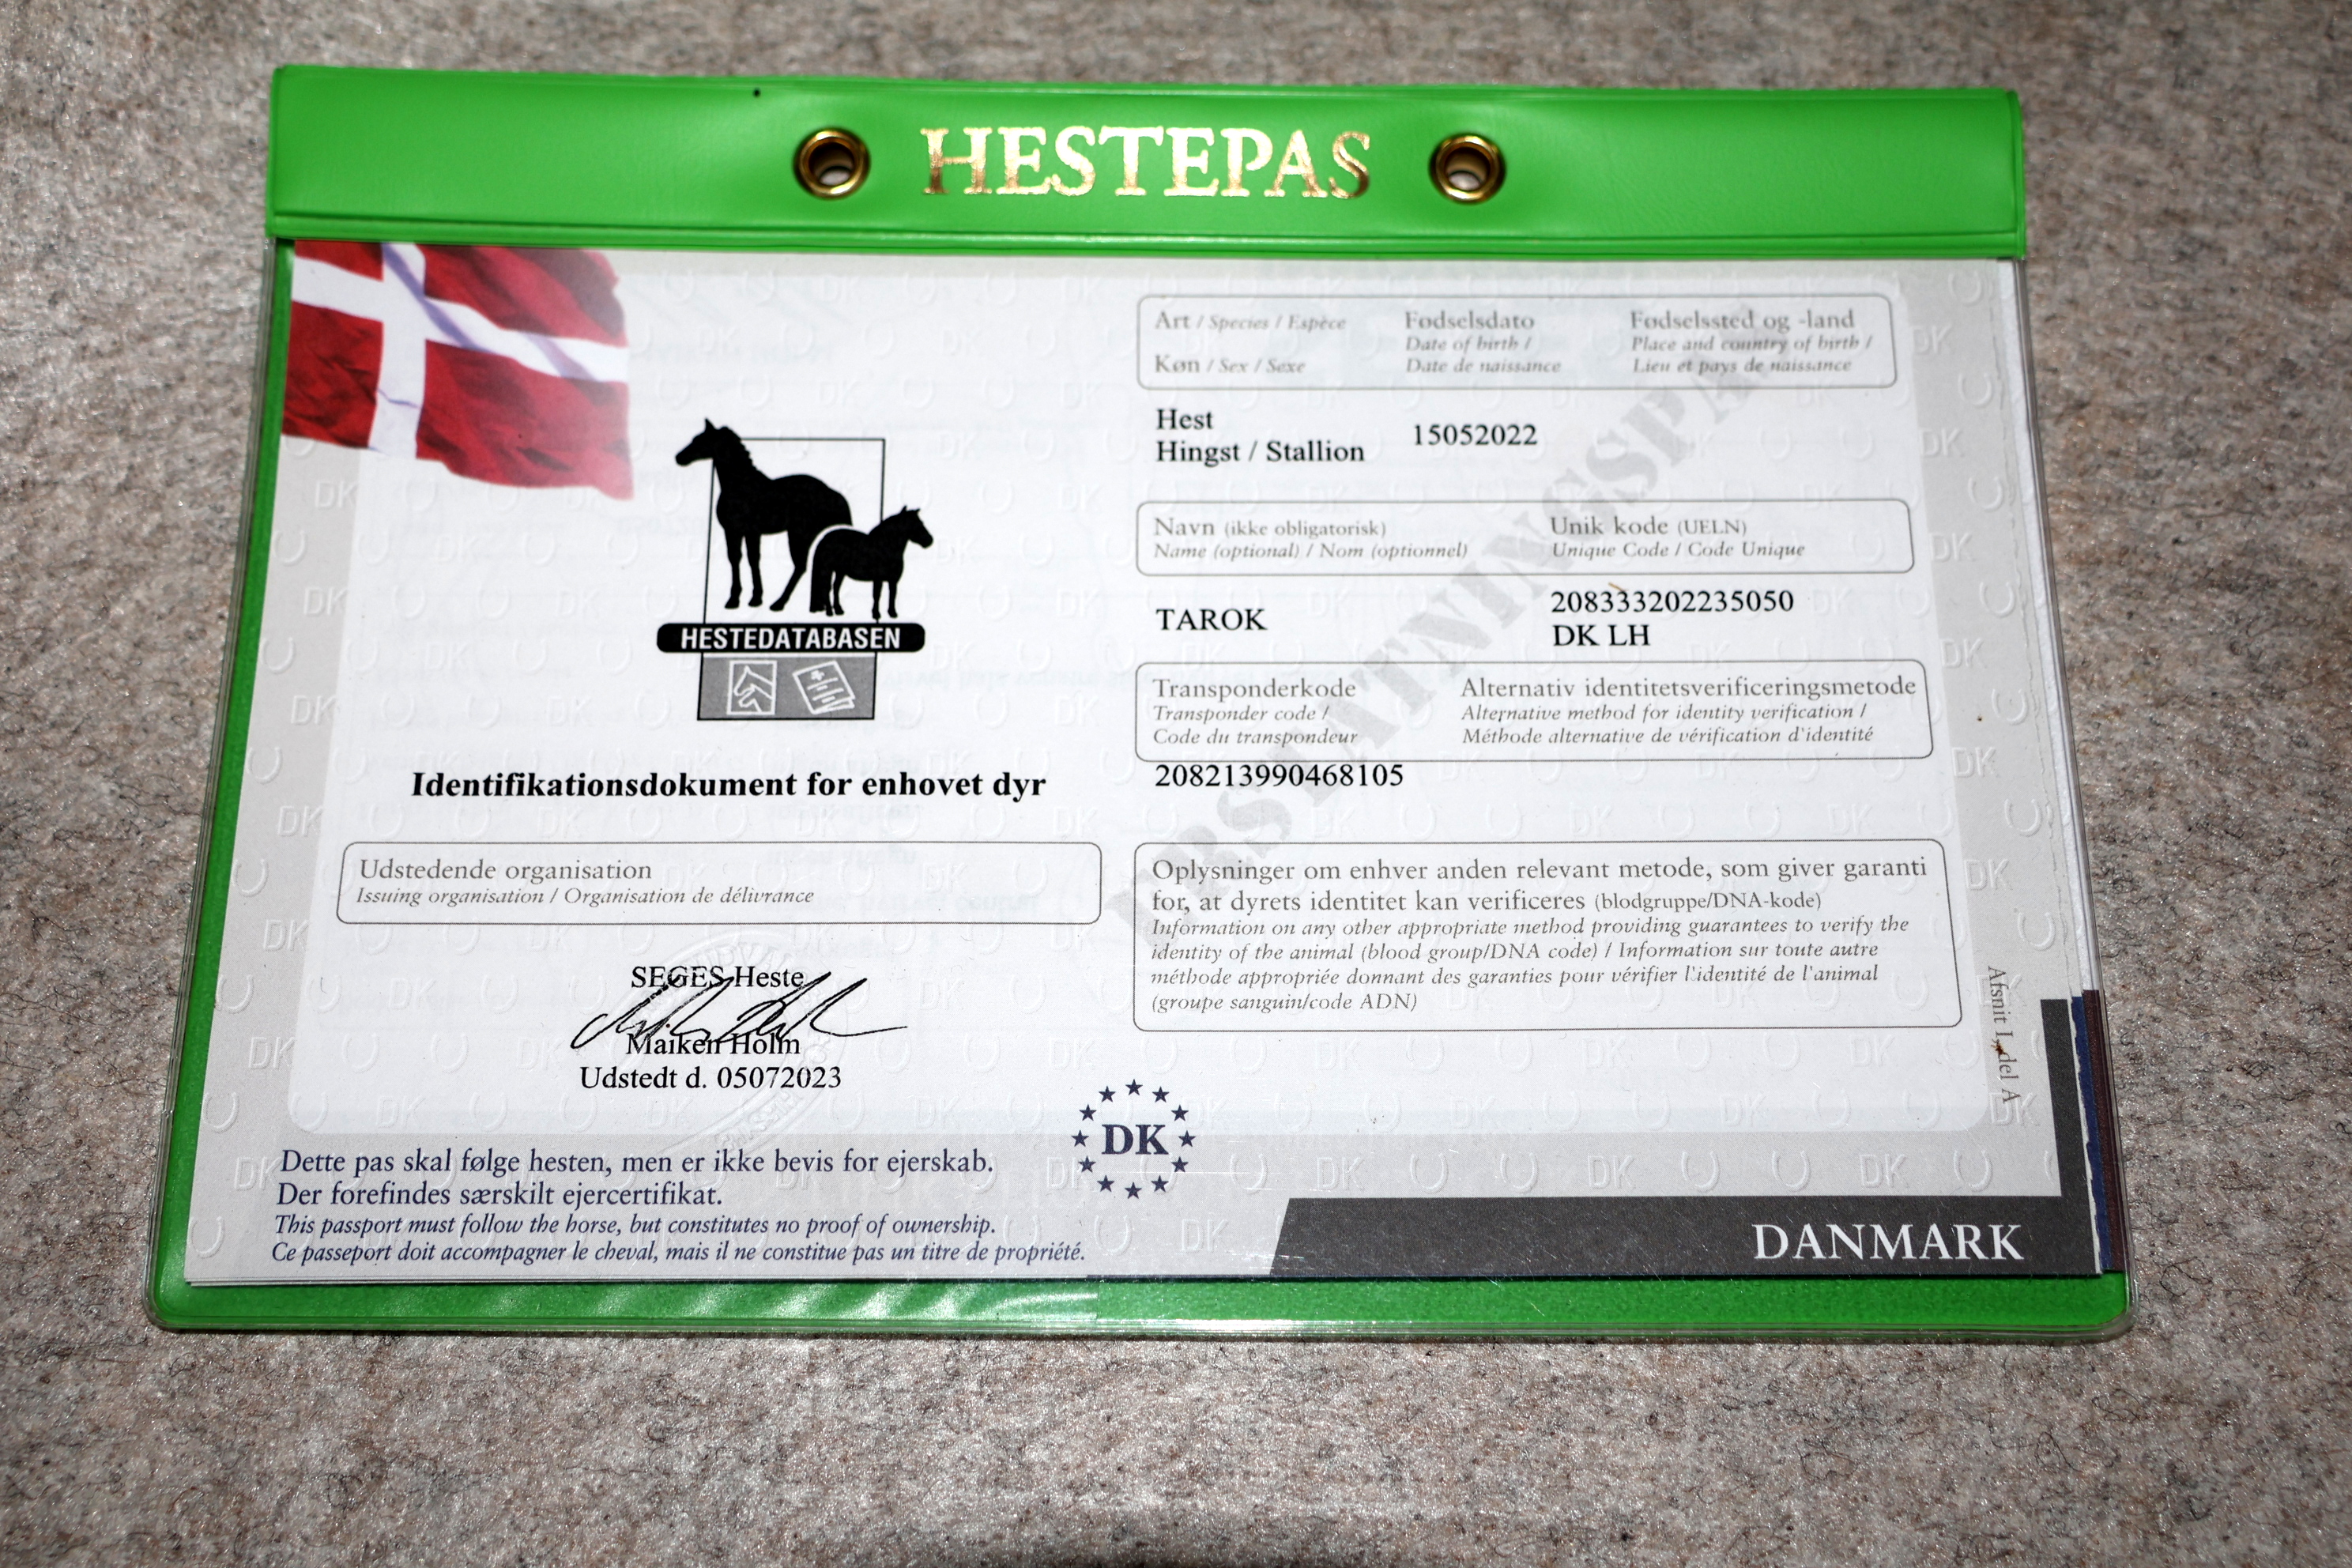 HESTEPAS
HESTEDATABASEN
Identifikationsdokument for enhovet dyr
Udstedende organisation
Issuing organisation / Organisation de délivrance
SEGES Heste
Maiken Holm
Udstedt d. 05072023
Dette pas skal følge hesten, men er ikke bevis for ejerskab.
Der forefindes særskilt ejercertifikat.
This passport must follow the horse, but constitutes no proof of ownership.
Ce passeport doit accompagner le cheval, mais il ne constitue pas un titre de propriété.
DK
Art / Species / Espèce
Køn / Sex / Sexe
Fødselsdato
Date of birth /
Date de naissance
Fødselssted og -land
Place and country of birth /
Lieu et pays de naissance
Hest
Hingst / Stallion
15052022
Navn (ikke obligatorisk)
Name (optional) / Nom (optionnel)
Unik kode (UELN)
Unique Code / Code Unique
TAROK
208333202235050
DK LH
Transponderkode
Transponder code /
Code du transpondeur
Alternativ identitetsverificeringsmetode
Alternative method for identity verification /
Méthode alternative de vérification d'identité
208213990468105
Oplysninger om enhver anden relevant metode, som giver garanti
for, at dyrets identitet kan verificeres (blodgruppe/DNA-kode)
Information on any other appropriate method providing guarantees to verify the
identity of the animal (blood group/DNA code) / Information sur toute autre
méthode appropriée donnant des garanties pour vérifier l'identité de l'animal
(groupe sanguin/code ADN)
ERSTATNINGSPAS
Afsnit I, del A
DANMARK